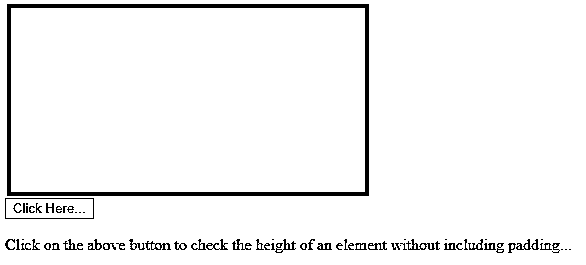 Click Here...
Click on the above button to check the height of an element without including padding...